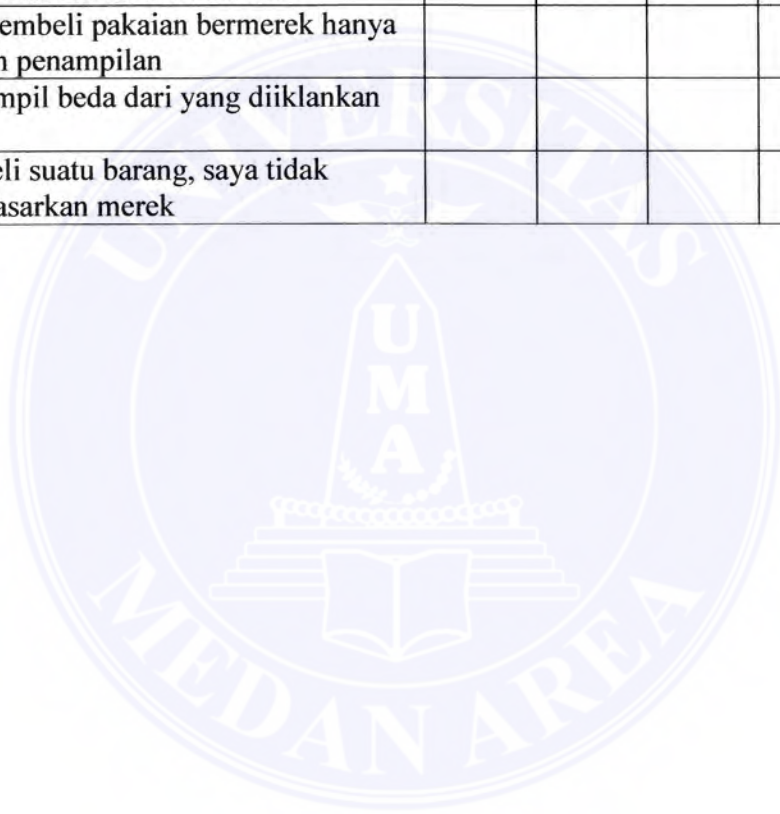 embeli pakaian bermerek hanya
n penampilan
mpil beda dari yang diiklankan
eli suatu barang, saya tidak
asarkan merek
UNIVERSITAS
UMA
MEDAN AREA